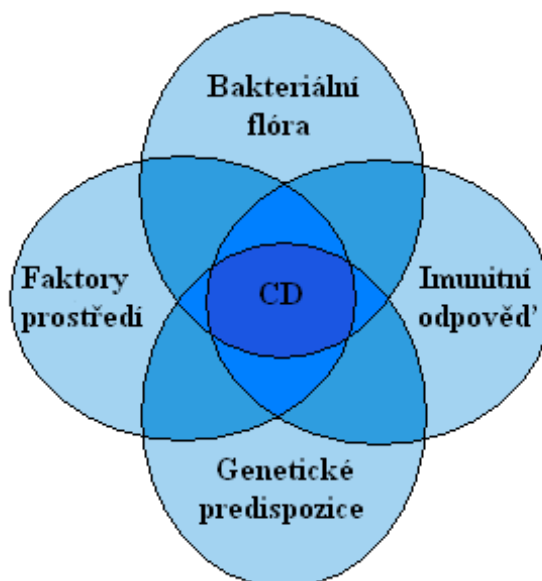 Bakteriální
flóra
Faktory
prostředí
CD
Imunitní
odpověď
Genetické
predispozice